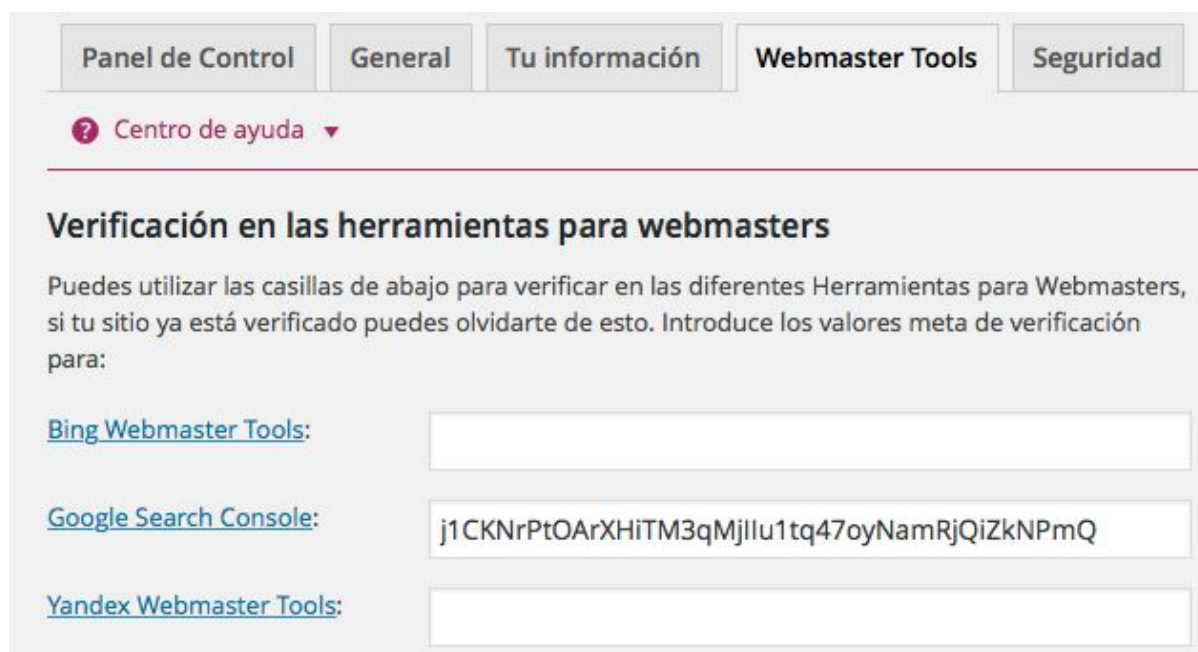 Panel de Control General Tu información Webmaster Tools Seguridad
? Centro de ayuda ▼
Verificación en las herramientas para webmasters
Puedes utilizar las casillas de abajo para verificar en las diferentes Herramientas para Webmasters,
si tu sitio ya está verificado puedes olvidarte de esto. Introduce los valores meta de verificación
para:
Bing Webmaster Tools:
Google Search Console: j1CKNrPtOArXHiTM3qMjlIu1tq47oyNamRjQiZkNPmQ
Yandex Webmaster Tools: